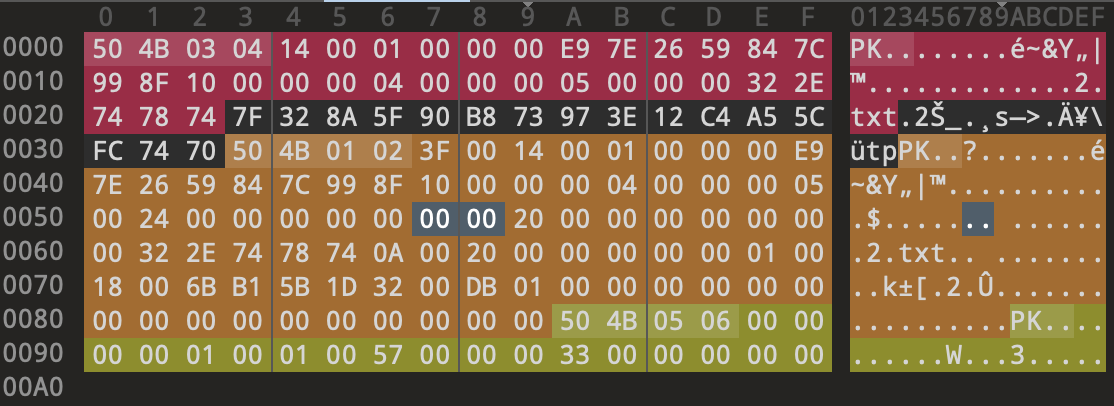 0 1 2 3 4 5 6 7 8 9 A B C D E F 0123456789ABCDEF
0000 50 4B 03 04 14 00 01 00 00 00 E9 7E 26 59 84 7C PK........é~&Y„|
0010 99 8F 10 00 00 00 04 00 00 00 05 00 00 00 32 2E ™.............2.
0020 74 78 74 7F 32 8A 5F 90 B8 73 97 3E 12 C4 A5 5C txt.2Š_.¸s—>.Ä¥\
0030 FC 74 70 50 4B 01 02 3F 00 14 00 01 00 00 00 E9 ütpPK..?.......é
0040 7E 26 59 84 7C 99 8F 10 00 00 00 04 00 00 00 05 ~&Y„|™..........
0050 00 24 00 00 00 00 00 00 00 20 00 00 00 00 00 00 .$....... ......
0060 00 32 2E 74 78 74 0A 00 20 00 00 00 00 00 01 00 .2.txt.. .......
0070 18 00 6B B1 5B 1D 32 00 DB 01 00 00 00 00 00 00 ..k±[.2.Û.......
0080 00 00 00 00 00 00 00 00 00 50 4B 05 06 00 00 .........PK....
0090 00 00 01 00 01 00 57 00 00 00 33 00 00 00 00 00 ......W...3.....
00A0